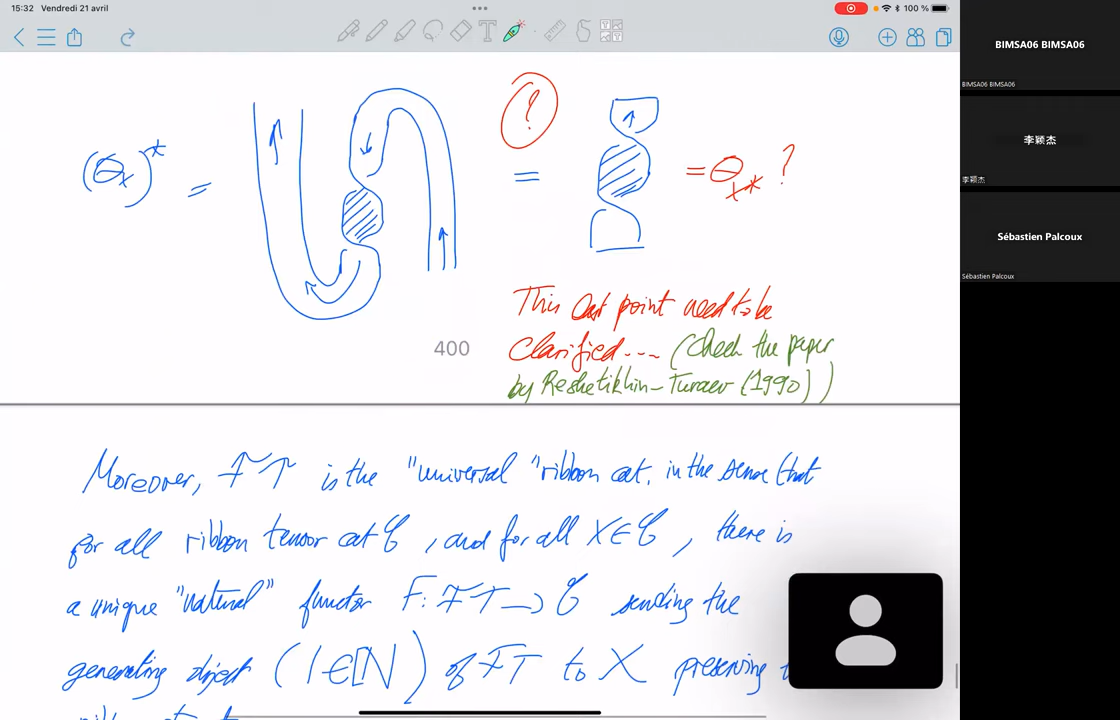 15:32 Vendredi 21 avril
100 %
(θ_x)^* =
?
=
= θ_{x*} ?
This last point need to be
Clarified... (check the paper
by Reshetikhin-Turaev (1990))
400
Moreover, FT is the "universal" ribbon cat. in the sense that
for all ribbon tensor cat C, and for all X ∈ C, there is
a unique "natural" functor F: FT → C sending the
generating object (1 ∈ ℕ) of FT to X preserving
BIMSA06 BIMSA06
BIMSA06 BIMSA06
李颖杰
李颖杰
Sébastien Palcoux
Sébastien Palcoux